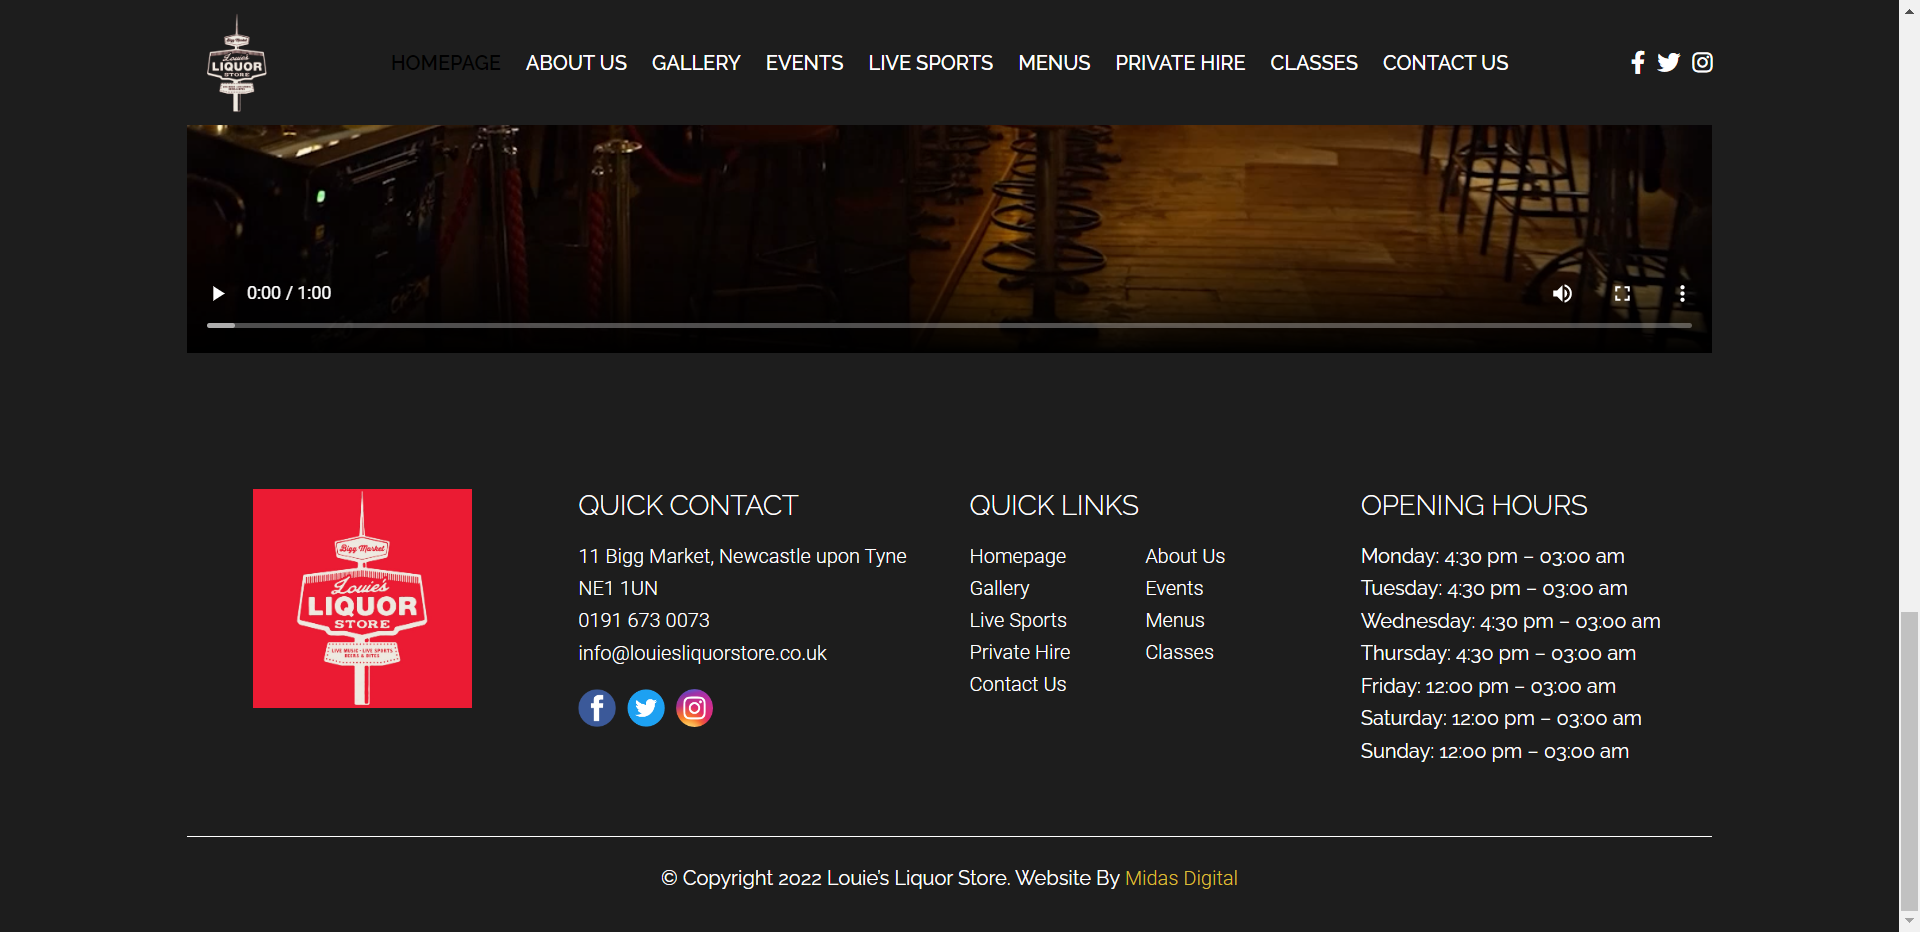 Bigg Market
Louie's
LIQUOR
STORE
HOMEPAGE
ABOUT US
GALLERY
EVENTS
LIVE SPORTS
MENUS
PRIVATE HIRE
CLASSES
CONTACT US
0:00 / 1:00
Bigg Market
Louie's
LIQUOR
STORE
LIVE MUSIC · LIVE SPORTS
BEERS & BITES
QUICK CONTACT
11 Bigg Market, Newcastle upon Tyne
NE1 1UN
0191 673 0073
info@louiesliquorstore.co.uk
QUICK LINKS
Homepage
Gallery
Live Sports
Private Hire
Contact Us
About Us
Events
Menus
Classes
OPENING HOURS
Monday: 4:30 pm – 03:00 am
Tuesday: 4:30 pm – 03:00 am
Wednesday: 4:30 pm – 03:00 am
Thursday: 4:30 pm – 03:00 am
Friday: 12:00 pm – 03:00 am
Saturday: 12:00 pm – 03:00 am
Sunday: 12:00 pm – 03:00 am
© Copyright 2022 Louie's Liquor Store. Website By Midas Digital